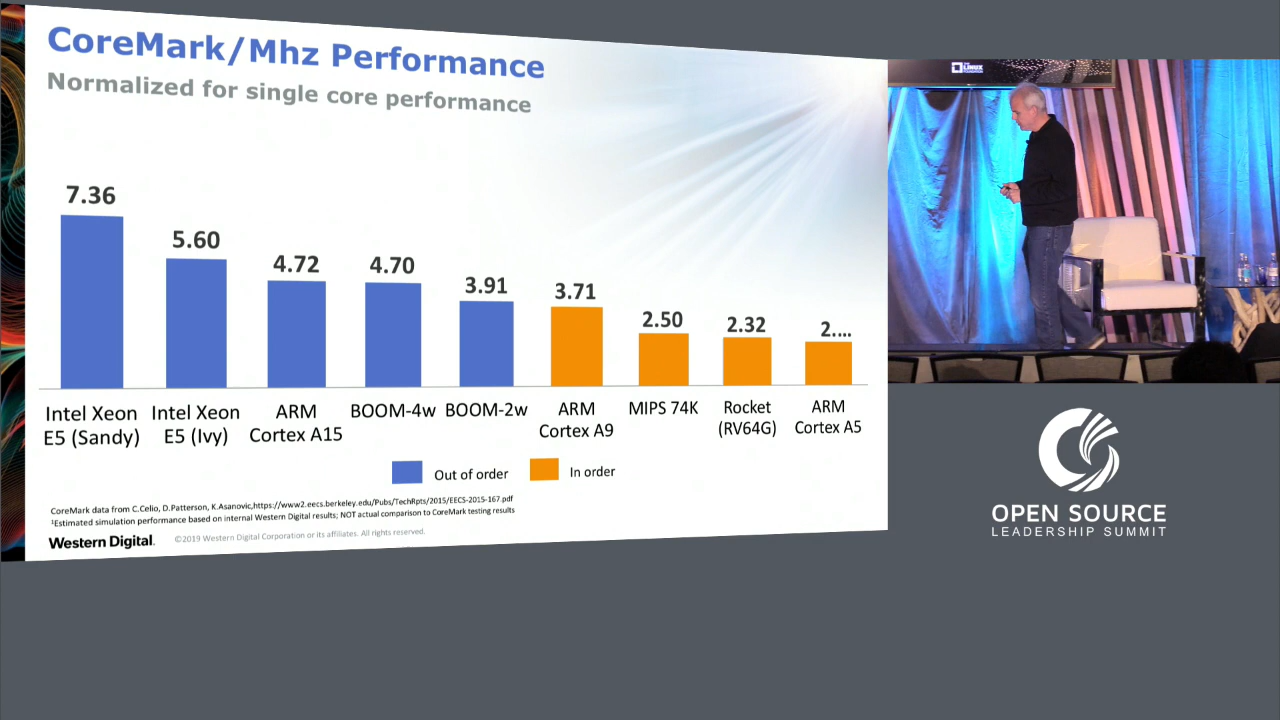 CoreMark/Mhz Performance
Normalized for single core performance
7.36
5.60
4.72
4.70
3.91
3.71
2.50
2.32
2....
Intel Xeon
E5 (Sandy)
Intel Xeon
E5 (Ivy)
ARM
Cortex A15
BOOM-4w
BOOM-2w
ARM
Cortex A9
MIPS 74K
Rocket
(RV64G)
ARM
Cortex A5
Out of order
In order
CoreMark data from C.Celio, D.Patterson, K.Asanovic,https://www2.eecs.berkeley.edu/Pubs/TechRpts/2015/EECS-2015-167.pdf
¹Estimated simulation performance based on internal Western Digital results; NOT actual comparison to CoreMark testing results
Western Digital.
©2019 Western Digital Corporation or its affiliates. All rights reserved.
THE
LINUX
FOUNDATION
OPEN SOURCE
LEADERSHIP SUMMIT